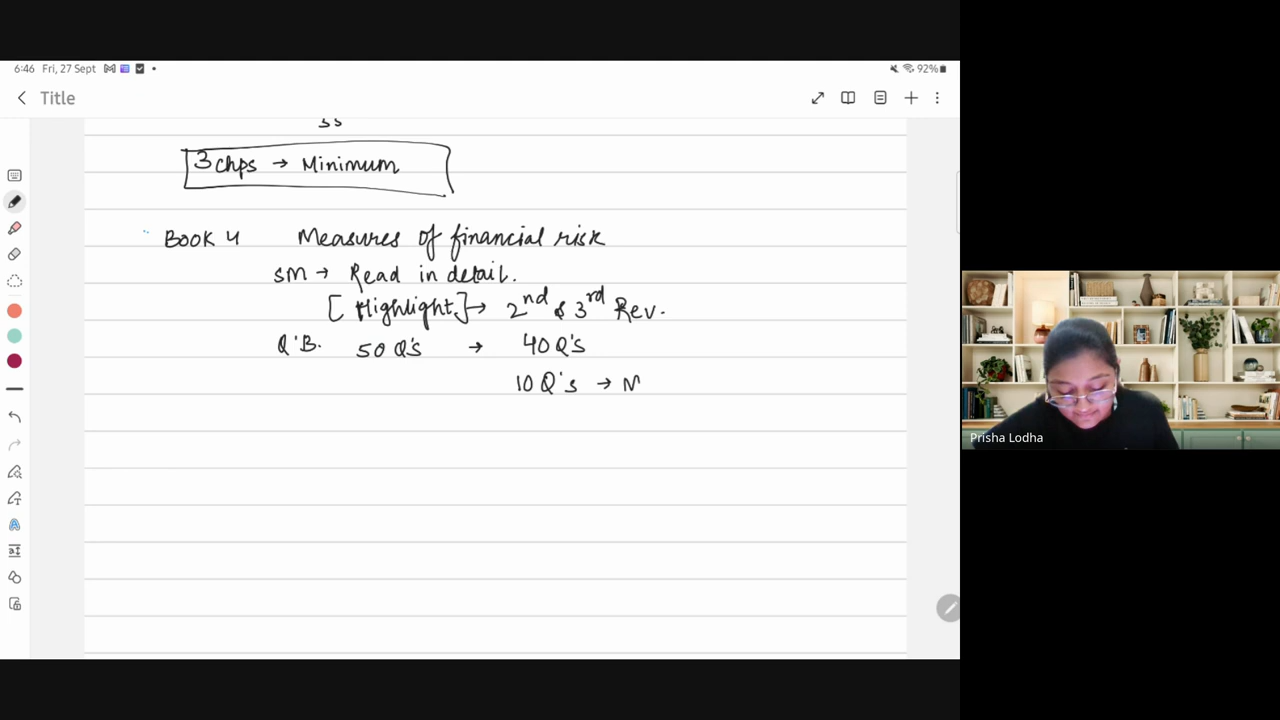 6:46 Fri, 27 Sept 92%
Title
3 chps → Minimum
BOOK 4 Measures of financial risk
SM → Read in detail.
[Highlight] → 2nd & 3rd Rev.
Q'B. 50 Q's → 40 Q's
10 Q's → N
Prisha Lodha